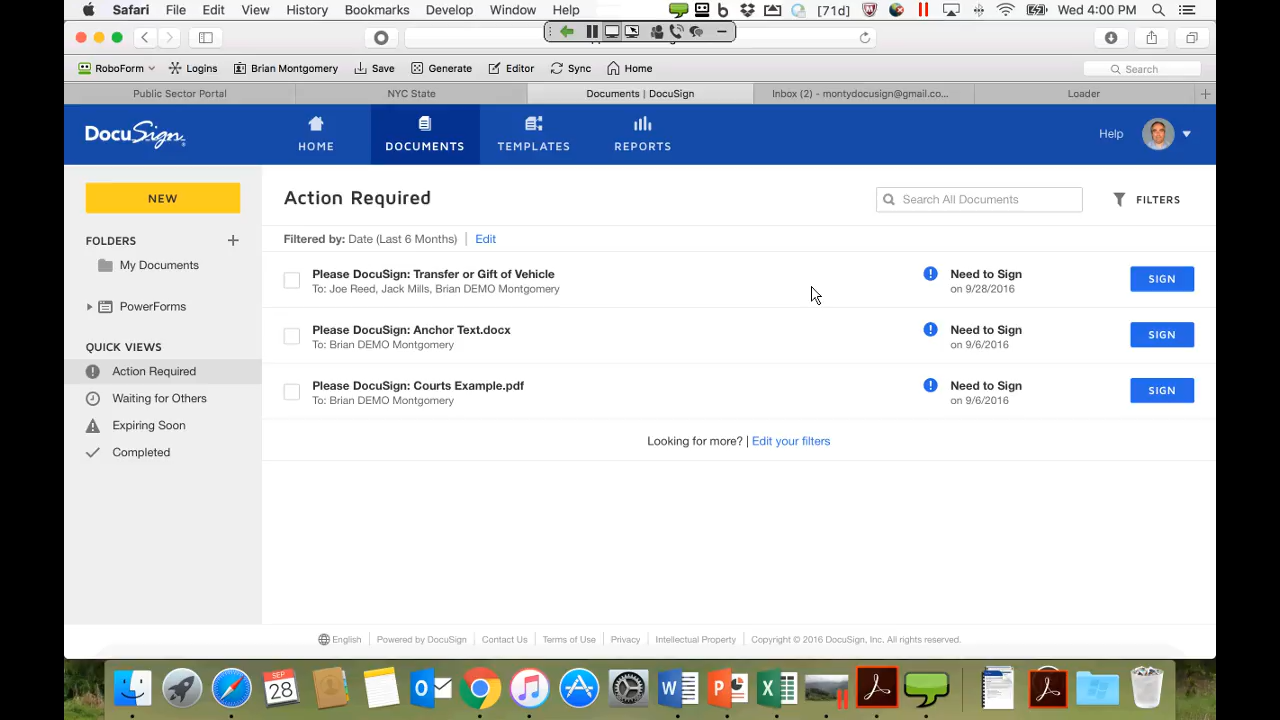 Safari File Edit View History Bookmarks Develop Window Help [71d] Wed 4:00 PM
RoboForm Logins Brian Montgomery Save Generate Editor Sync Home Search
Public Sector Portal NYC State Documents | DocuSign Inbox (2) - montydocusign@gmail.co... Loader
DocuSign HOME DOCUMENTS TEMPLATES REPORTS Help
NEW
FOLDERS
My Documents
PowerForms
QUICK VIEWS
Action Required
Waiting for Others
Expiring Soon
Completed
Action Required
Search All Documents FILTERS
Filtered by: Date (Last 6 Months) | Edit
Please DocuSign: Transfer or Gift of Vehicle Need to Sign SIGN
To: Joe Reed, Jack Mills, Brian DEMO Montgomery on 9/28/2016
Please DocuSign: Anchor Text.docx Need to Sign SIGN
To: Brian DEMO Montgomery on 9/6/2016
Please DocuSign: Courts Example.pdf Need to Sign SIGN
To: Brian DEMO Montgomery on 9/6/2016
Looking for more? | Edit your filters
English | Powered by DocuSign | Contact Us | Terms of Use | Privacy | Intellectual Property | Copyright © 2016 DocuSign, Inc. All rights reserved.
SEP
28